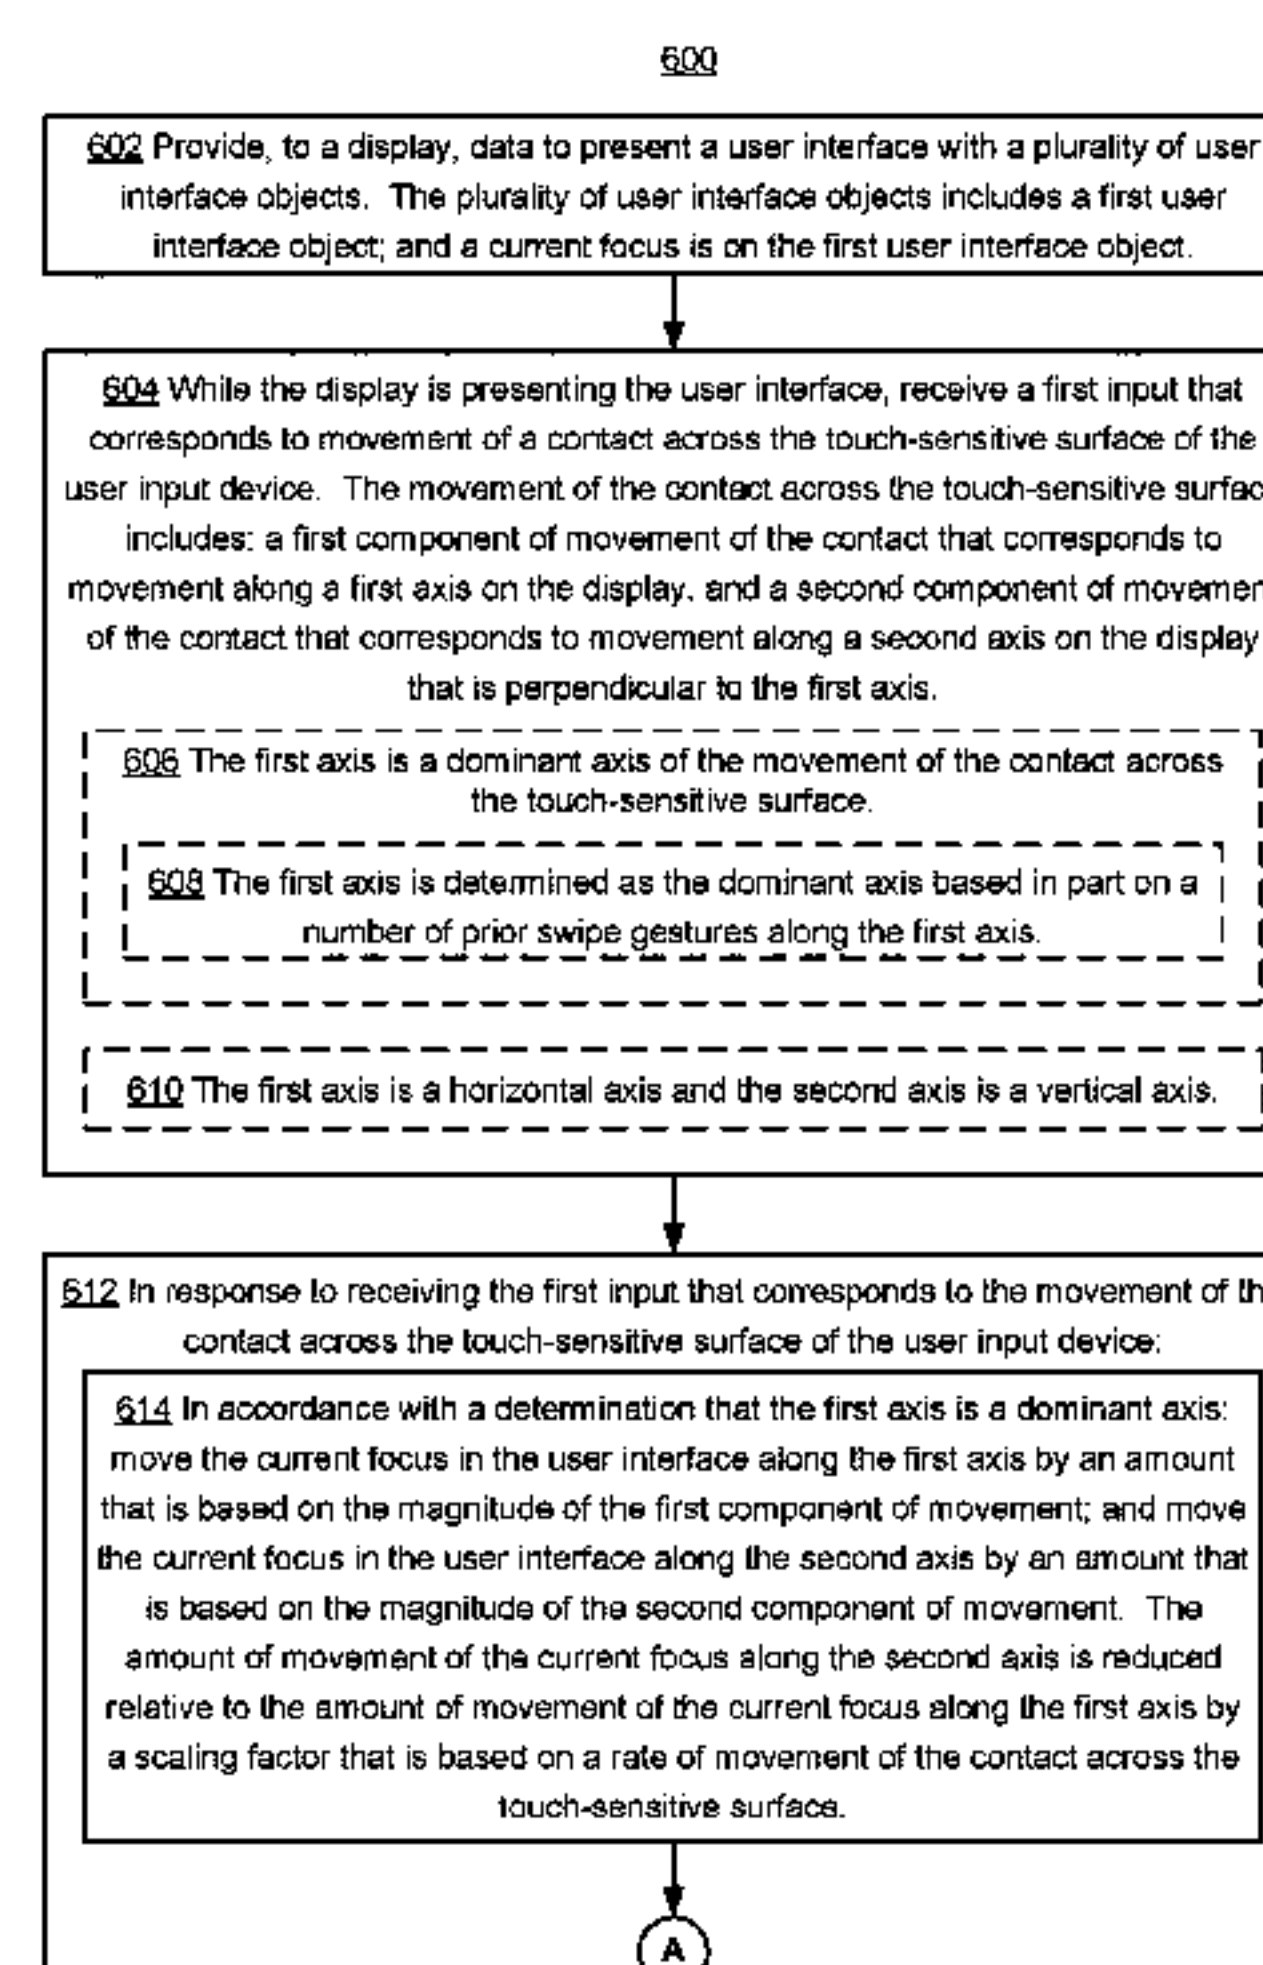 600
602 Provide, to a display, data to present a user interface with a plurality of user
interface objects. The plurality of user interface objects includes a first user
interface object; and a current focus is on the first user interface object.
604 While the display is presenting the user interface, receive a first input that
corresponds to movement of a contact across the touch-sensitive surface of the
user input device. The movement of the contact across the touch-sensitive surfac
includes: a first component of movement of the contact that corresponds to
movement along a first axis on the display, and a second component of movemen
of the contact that corresponds to movement along a second axis on the display
that is perpendicular to the first axis.
606 The first axis is a dominant axis of the movement of the contact across
the touch-sensitive surface.
608 The first axis is determined as the dominant axis based in part on a
number of prior swipe gestures along the first axis.
610 The first axis is a horizontal axis and the second axis is a vertical axis.
612 In response to receiving the first input that corresponds to the movement of th
contact across the touch-sensitive surface of the user input device:
614 In accordance with a determination that the first axis is a dominant axis:
move the current focus in the user interface along the first axis by an amount
that is based on the magnitude of the first component of movement; and move
the current focus in the user interface along the second axis by an amount that
is based on the magnitude of the second component of movement. The
amount of movement of the current focus along the second axis is reduced
relative to the amount of movement of the current focus along the first axis by
a scaling factor that is based on a rate of movement of the contact across the
touch-sensitive surface.
A